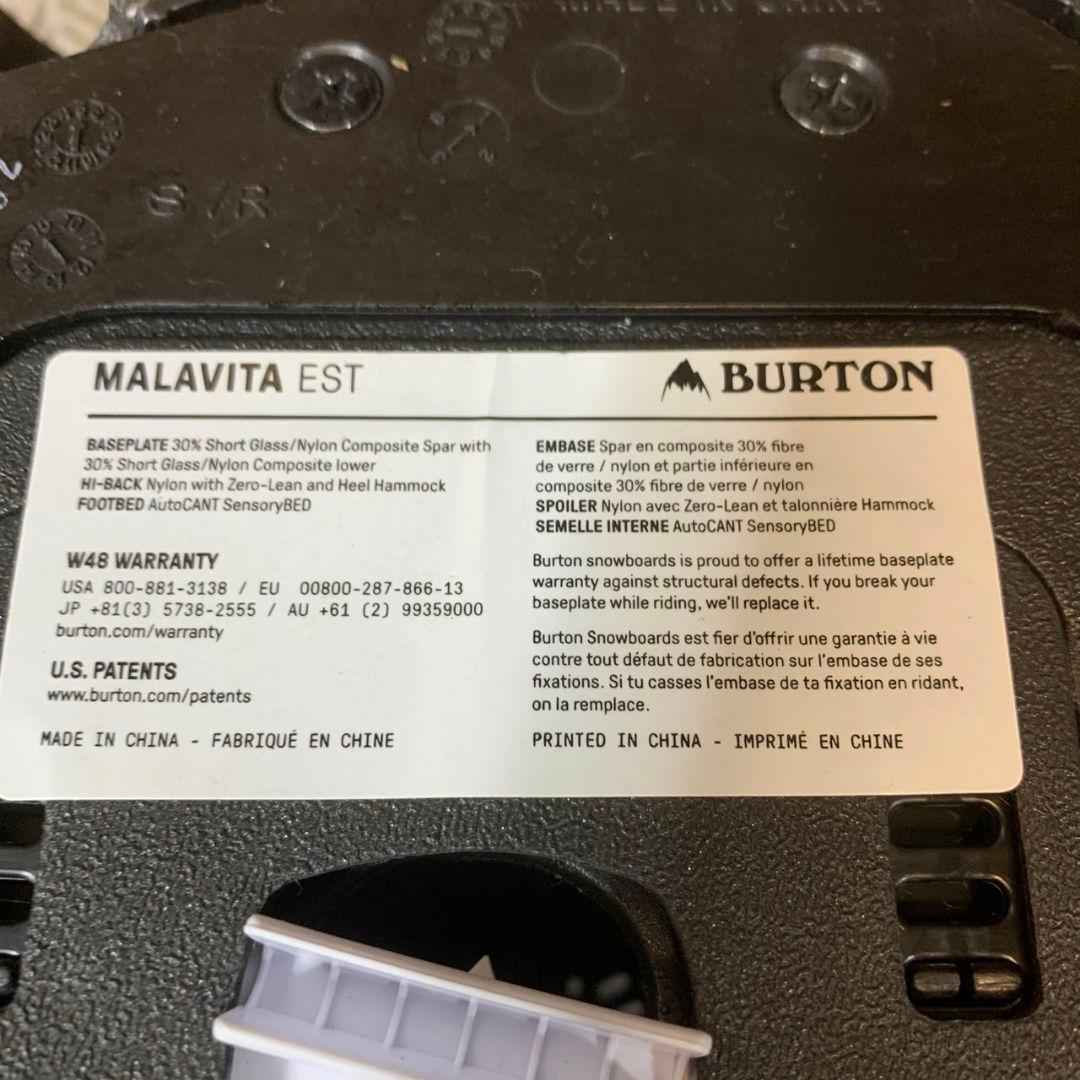 MADE IN CHINA
S/R
MALAVITA EST
BURTON
BASEPLATE 30% Short Glass/Nylon Composite Spar with
30% Short Glass/Nylon Composite lower
HI-BACK Nylon with Zero-Lean and Heel Hammock
FOOTBED AutoCANT SensoryBED
W48 WARRANTY
USA 800-881-3138 / EU 00800-287-866-13
JP +81(3) 5738-2555 / AU +61 (2) 99359000
burton.com/warranty
U.S. PATENTS
www.burton.com/patents
MADE IN CHINA - FABRIQUÉ EN CHINE
EMBASE Spar en composite 30% fibre
de verre / nylon et partie inférieure en
composite 30% fibre de verre / nylon
SPOILER Nylon avec Zero-Lean et talonnière Hammock
SEMELLE INTERNE AutoCANT SensoryBED
Burton snowboards is proud to offer a lifetime baseplate
warranty against structural defects. If you break your
baseplate while riding, we'll replace it.
Burton Snowboards est fier d'offrir une garantie à vie
contre tout défaut de fabrication sur l'embase de ses
fixations. Si tu casses l'embase de ta fixation en ridant,
on la remplace.
PRINTED IN CHINA - IMPRIMÉ EN CHINE